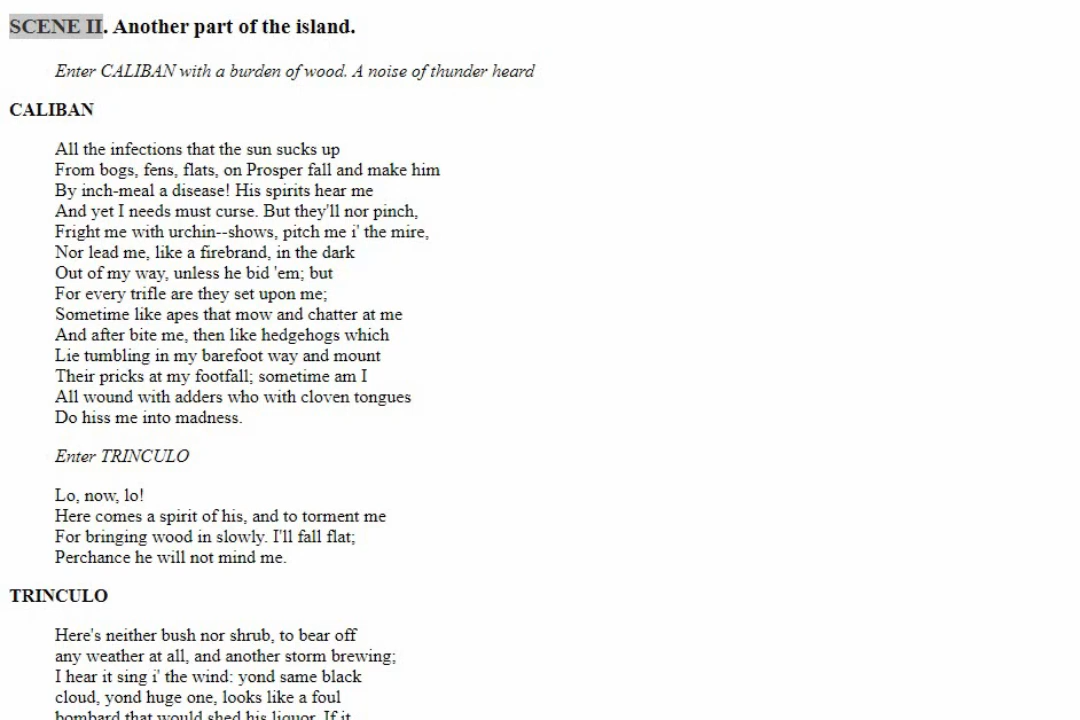 SCENE II. Another part of the island.
Enter CALIBAN with a burden of wood. A noise of thunder heard
CALIBAN
All the infections that the sun sucks up
From bogs, fens, flats, on Prosper fall and make him
By inch-meal a disease! His spirits hear me
And yet I needs must curse. But they'll nor pinch,
Fright me with urchin--shows, pitch me i' the mire,
Nor lead me, like a firebrand, in the dark
Out of my way, unless he bid 'em; but
For every trifle are they set upon me;
Sometime like apes that mow and chatter at me
And after bite me, then like hedgehogs which
Lie tumbling in my barefoot way and mount
Their pricks at my footfall; sometime am I
All wound with adders who with cloven tongues
Do hiss me into madness.
Enter TRINCULO
Lo, now, lo!
Here comes a spirit of his, and to torment me
For bringing wood in slowly. I'll fall flat;
Perchance he will not mind me.
TRINCULO
Here's neither bush nor shrub, to bear off
any weather at all, and another storm brewing;
I hear it sing i' the wind: yond same black
cloud, yond huge one, looks like a foul
bombard that would shed his liquor. If it